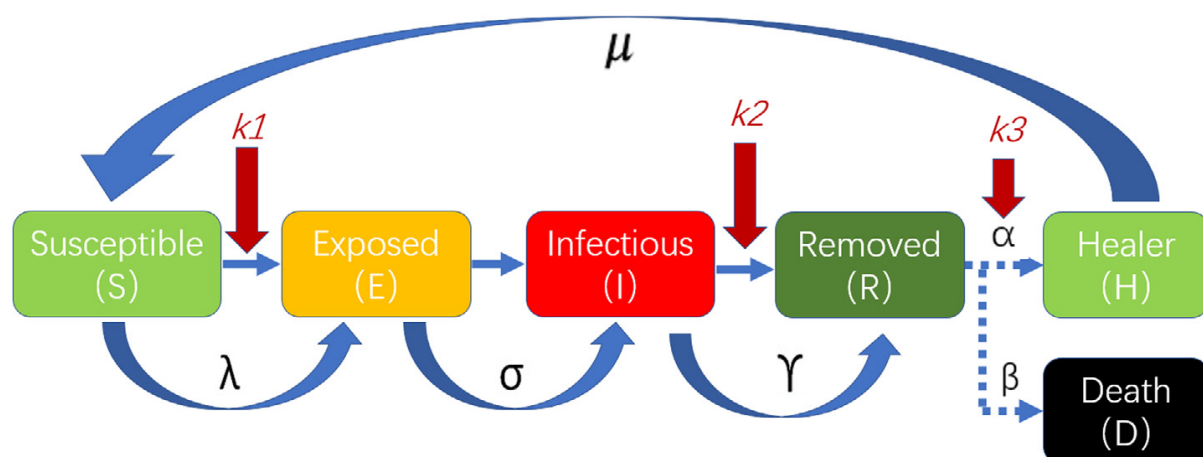 μ
k1
k2
k3
Susceptible
(S)
Exposed
(E)
Infectious
(I)
Removed
(R)
α
Healer
(H)
λ
σ
γ
β
Death
(D)